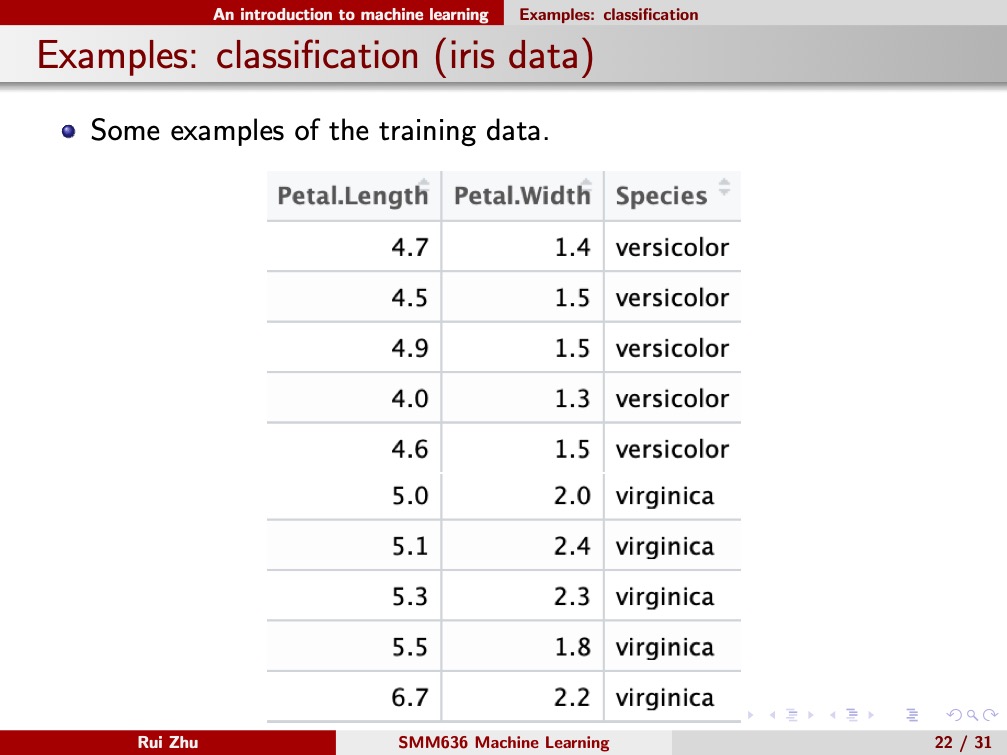 An introduction to machine learning Examples: classification
Examples: classification (iris data)
Some examples of the training data.
Petal.Length Petal.Width Species
4.7 1.4 versicolor
4.5 1.5 versicolor
4.9 1.5 versicolor
4.0 1.3 versicolor
4.6 1.5 versicolor
5.0 2.0 virginica
5.1 2.4 virginica
5.3 2.3 virginica
5.5 1.8 virginica
6.7 2.2 virginica
Rui Zhu SMM636 Machine Learning 22 / 31